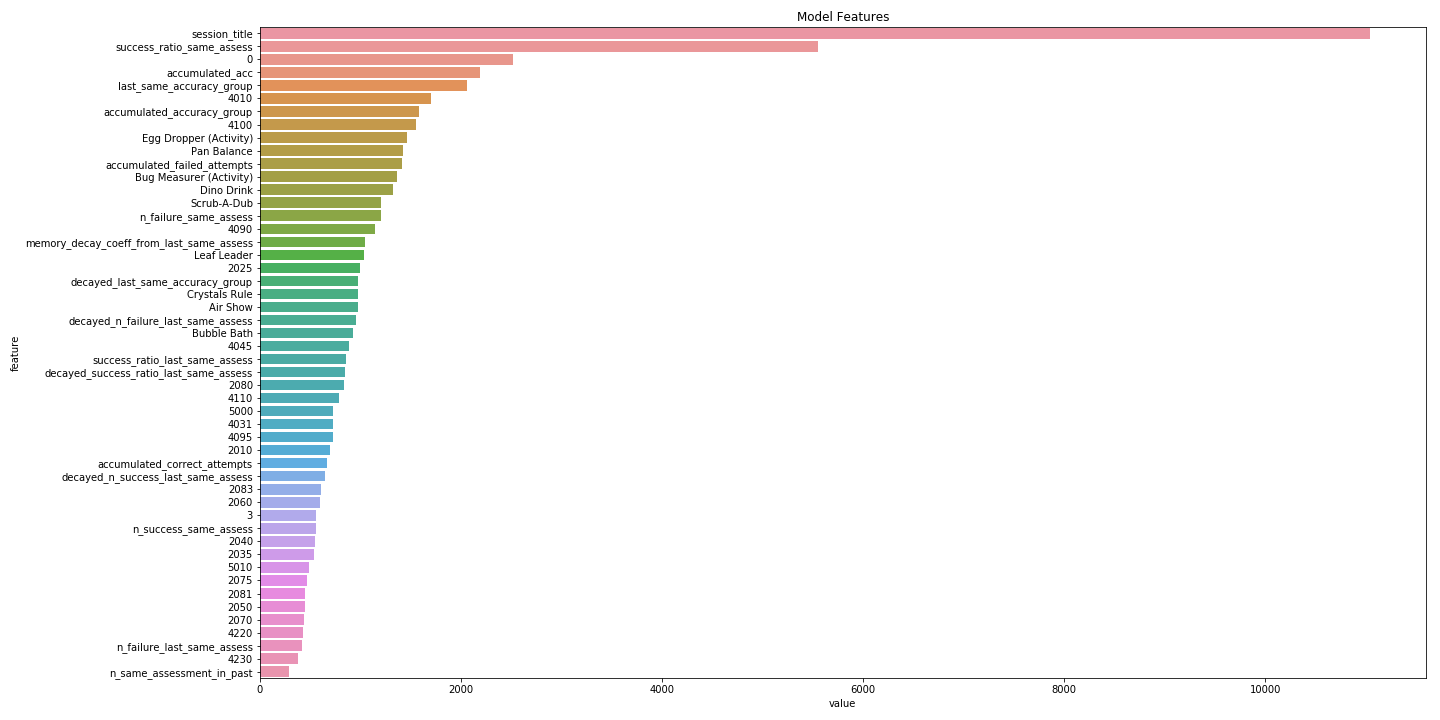 Model Features
session_title
success_ratio_same_assess
0
accumulated_acc
last_same_accuracy_group
4010
accumulated_accuracy_group
4100
Egg Dropper (Activity)
Pan Balance
accumulated_failed_attempts
Bug Measurer (Activity)
Dino Drink
Scrub-A-Dub
n_failure_same_assess
4090
memory_decay_coeff_from_last_same_assess
Leaf Leader
2025
decayed_last_same_accuracy_group
Crystals Rule
Air Show
decayed_n_failure_last_same_assess
Bubble Bath
4045
success_ratio_last_same_assess
decayed_success_ratio_last_same_assess
2080
4110
5000
4031
4095
2010
accumulated_correct_attempts
decayed_n_success_last_same_assess
2083
2060
3
n_success_same_assess
2040
2035
5010
2075
2081
2050
2070
4220
n_failure_last_same_assess
4230
n_same_assessment_in_past
feature
0 2000 4000 6000 8000 10000
value